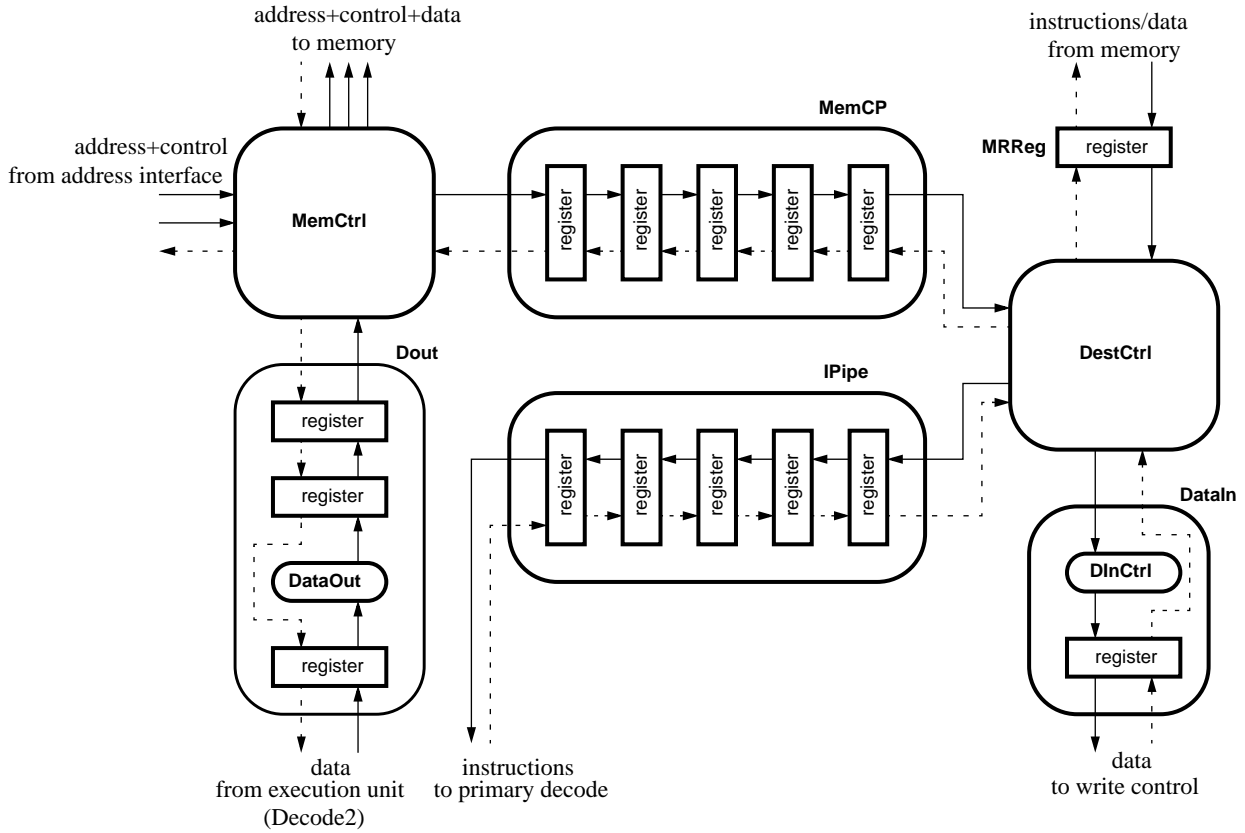 address+control+data
to memory
instructions/data
from memory
MemCP
MRReg
register
address+control
from address interface
MemCtrl
register
register
register
register
register
DestCtrl
Dout
IPipe
register
register
register
register
register
register
register
DataOut
register
DataIn
DInCtrl
register
data
from execution unit
(Decode2)
instructions
to primary decode
data
to write control